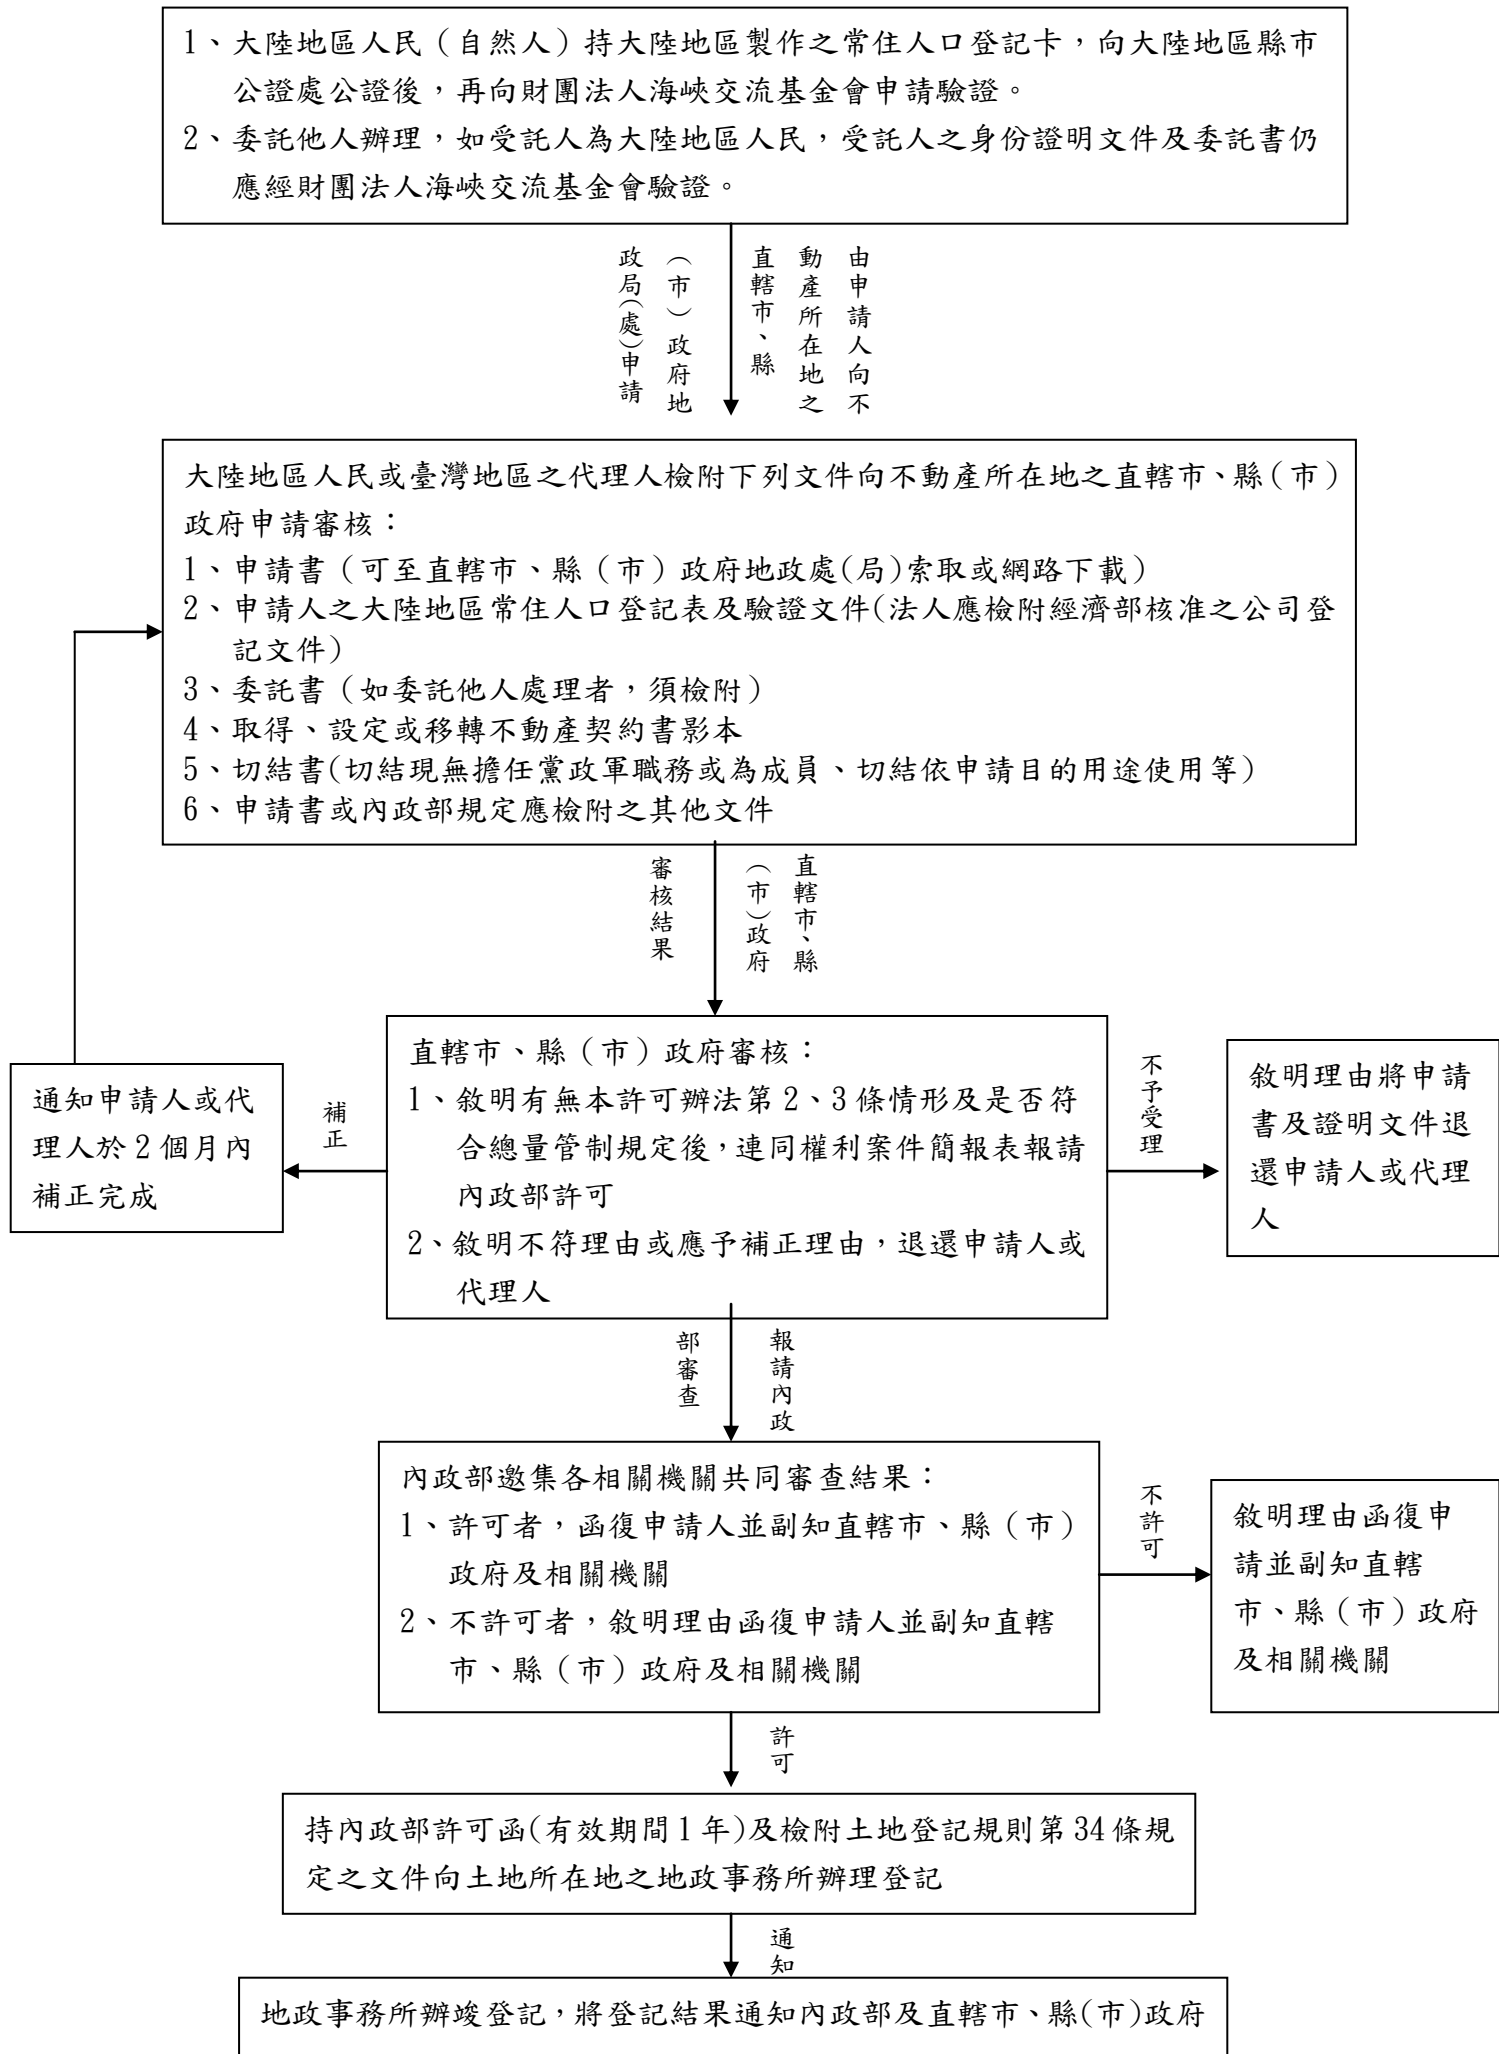 1、大陸地區人民（自然人）持大陸地區製作之常住人口登記卡，向大陸地區縣市
公證處公證後，再向財團法人海峽交流基金會申請驗證。
2、委託他人辦理，如受託人為大陸地區人民，受託人之身份證明文件及委託書仍
應經財團法人海峽交流基金會驗證。
由申請人向不
動產所在地之
直轄市、縣
（市）政府地
政局(處)申請
大陸地區人民或臺灣地區之代理人檢附下列文件向不動產所在地之直轄市、縣（市）
政府申請審核：
1、申請書（可至直轄市、縣（市）政府地政處(局)索取或網路下載）
2、申請人之大陸地區常住人口登記表及驗證文件(法人應檢附經濟部核准之公司登
記文件)
3、委託書（如委託他人處理者，須檢附）
4、取得、設定或移轉不動產契約書影本
5、切結書(切結現無擔任黨政軍職務或為成員、切結依申請目的用途使用等)
6、申請書或內政部規定應檢附之其他文件
直轄市、縣
（市）政府
審核結果
直轄市、縣（市）政府審核：
1、敘明有無本許可辦法第 2、3 條情形及是否符
合總量管制規定後，連同權利案件簡報表報請
內政部許可
2、敘明不符理由或應予補正理由，退還申請人或
代理人
補正
通知申請人或代
理人於 2 個月內
補正完成
不予受理
敘明理由將申請
書及證明文件退
還申請人或代理
人
報請內政
部審查
內政部邀集各相關機關共同審查結果：
1、許可者，函復申請人並副知直轄市、縣（市）
政府及相關機關
2、不許可者，敘明理由函復申請人並副知直轄
市、縣（市）政府及相關機關
不許可
敘明理由函復申
請並副知直轄
市、縣（市）政府
及相關機關
許可
持內政部許可函(有效期間 1 年)及檢附土地登記規則第 34 條規
定之文件向土地所在地之地政事務所辦理登記
通知
地政事務所辦竣登記，將登記結果通知內政部及直轄市、縣(市)政府